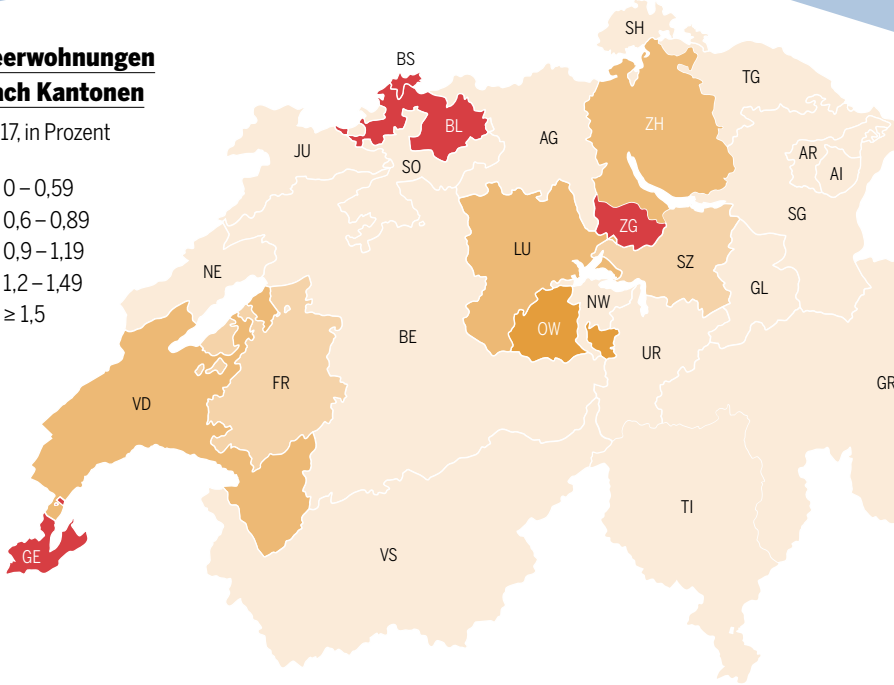 eerwohnungen
ach Kantonen
17, in Prozent
0 – 0,59
0,6 – 0,89
0,9 – 1,19
1,2 – 1,49
≥ 1,5
SH
BS
TG
BL
ZH
AG
JU
SO
AR
AI
SG
ZG
LU
SZ
NE
GL
NW
OW
BE
UR
FR
GR
VD
TI
VS
GE